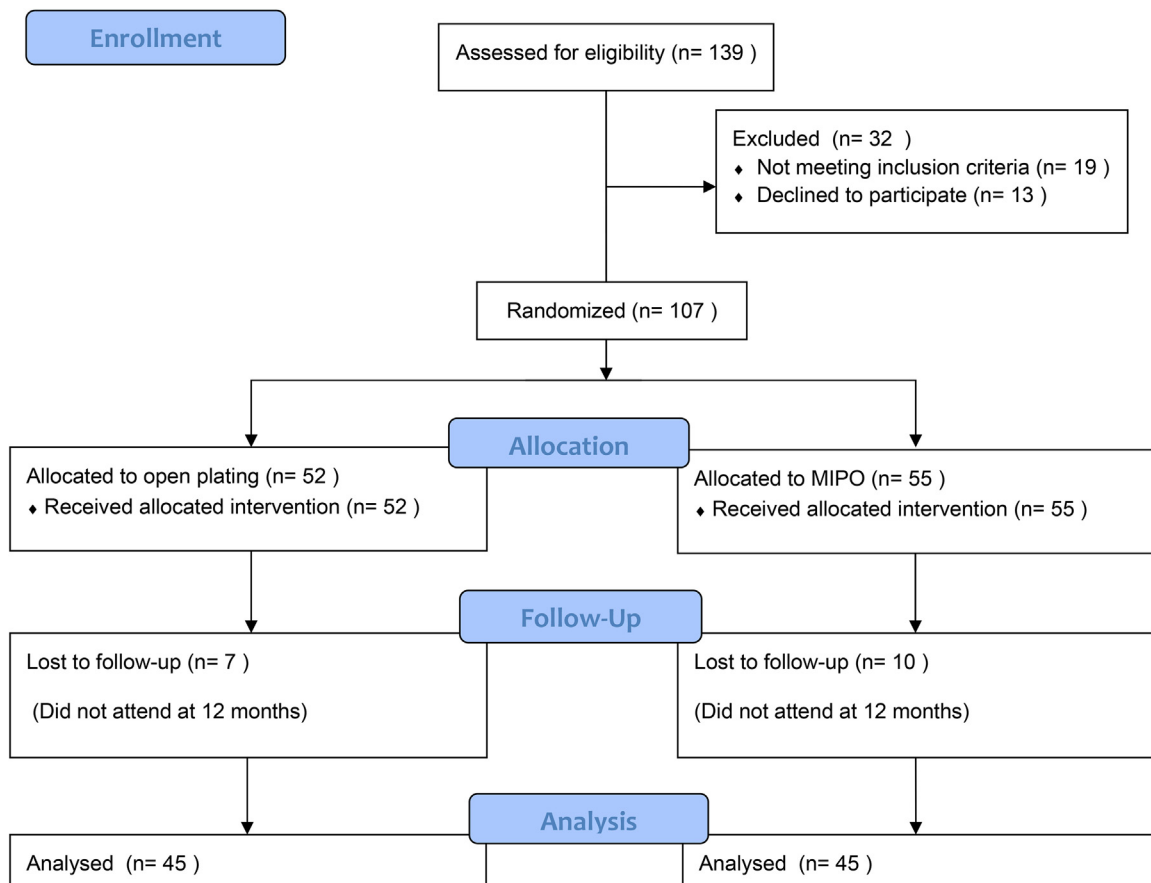 Enrollment
Assessed for eligibility (n= 139 )
Excluded (n= 32 )
♦ Not meeting inclusion criteria (n= 19 )
♦ Declined to participate (n= 13 )
Randomized (n= 107 )
Allocation
Allocated to open plating (n= 52 )
♦ Received allocated intervention (n= 52 )
Allocated to MIPO (n= 55 )
♦ Received allocated intervention (n= 55 )
Follow-Up
Lost to follow-up (n= 7 )
(Did not attend at 12 months)
Lost to follow-up (n= 10 )
(Did not attend at 12 months)
Analysis
Analysed (n= 45 )
Analysed (n= 45 )